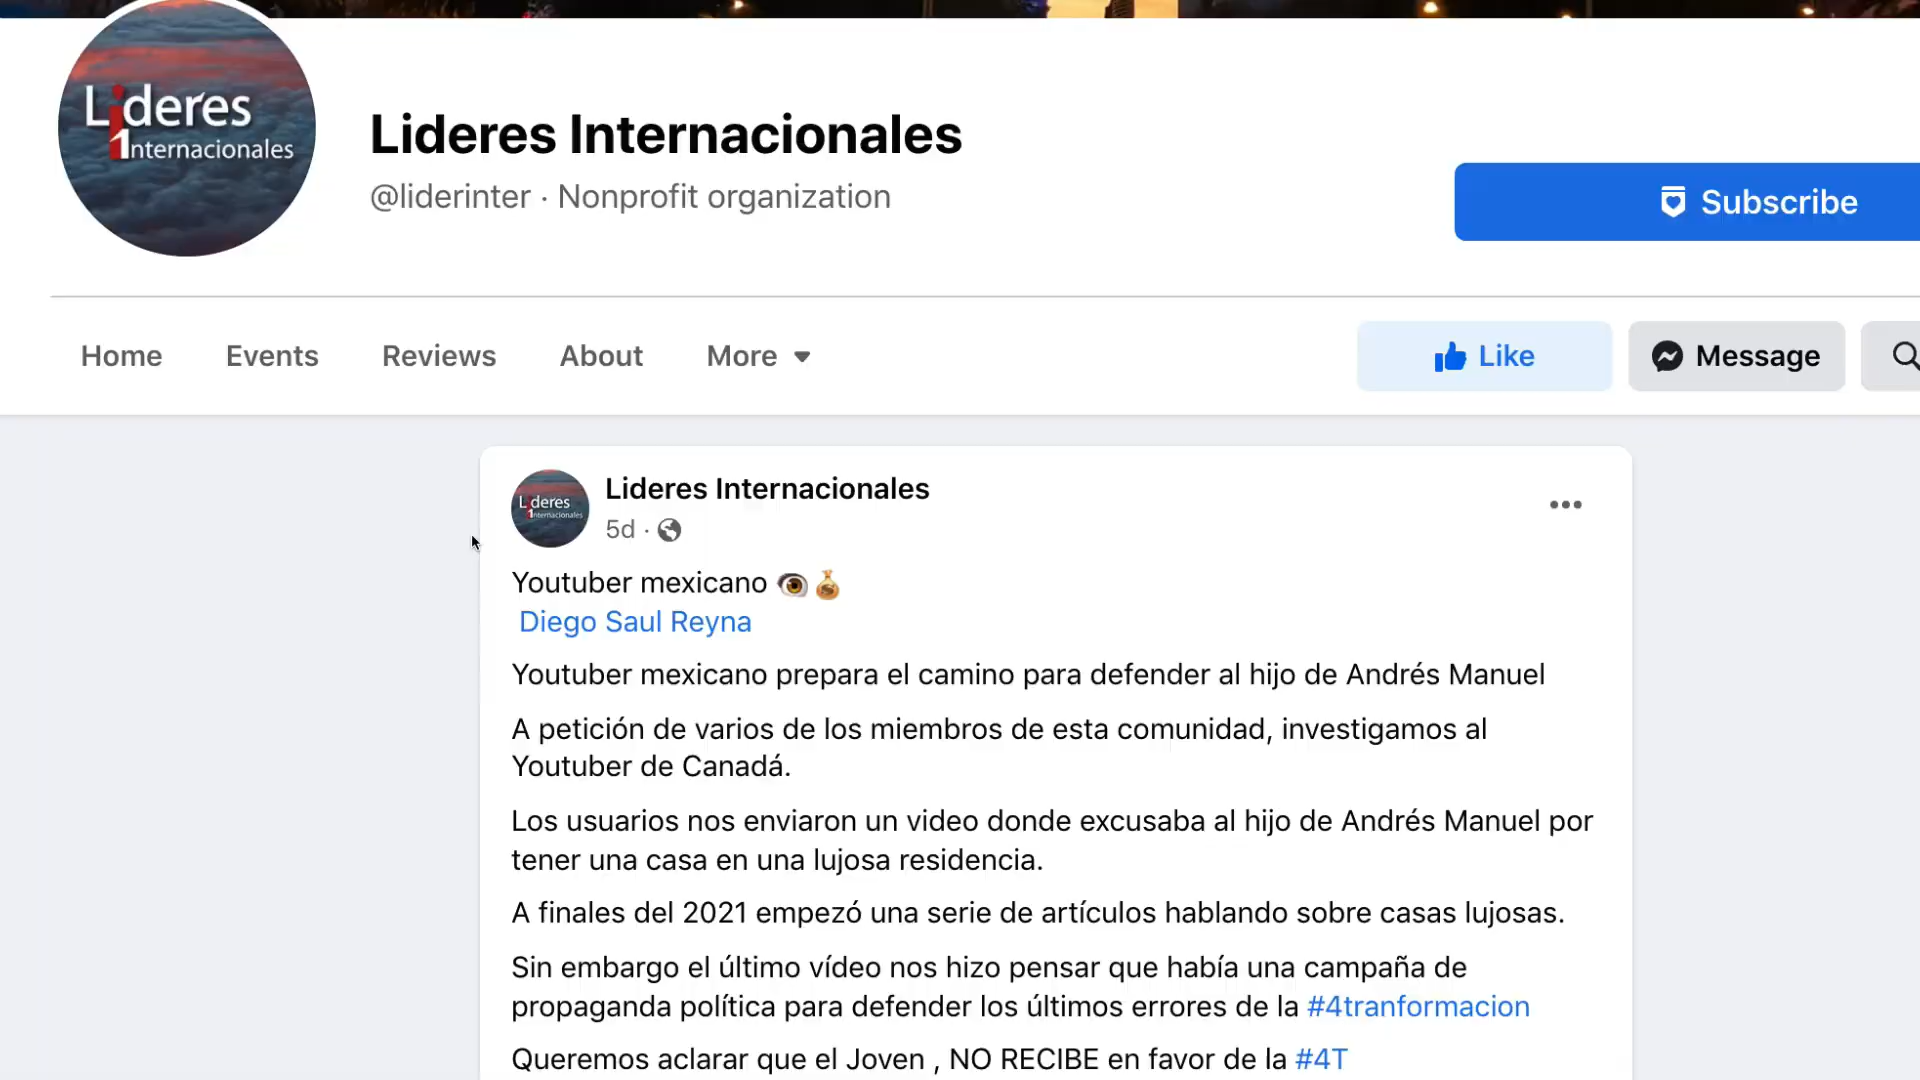 Lideres
Internacionales
Lideres Internacionales
@liderinter · Nonprofit organization
Subscribe
Home Events Reviews About More
Like Message
Lideres Internacionales
Lideres
Internacionales
5d ·
Youtuber mexicano 👁️💰
Diego Saul Reyna
Youtuber mexicano prepara el camino para defender al hijo de Andrés Manuel
A petición de varios de los miembros de esta comunidad, investigamos al
Youtuber de Canadá.
Los usuarios nos enviaron un video donde excusaba al hijo de Andrés Manuel por
tener una casa en una lujosa residencia.
A finales del 2021 empezó una serie de artículos hablando sobre casas lujosas.
Sin embargo el último vídeo nos hizo pensar que había una campaña de
propaganda política para defender los últimos errores de la #4tranformacion
Queremos aclarar que el Joven , NO RECIBE en favor de la #4T